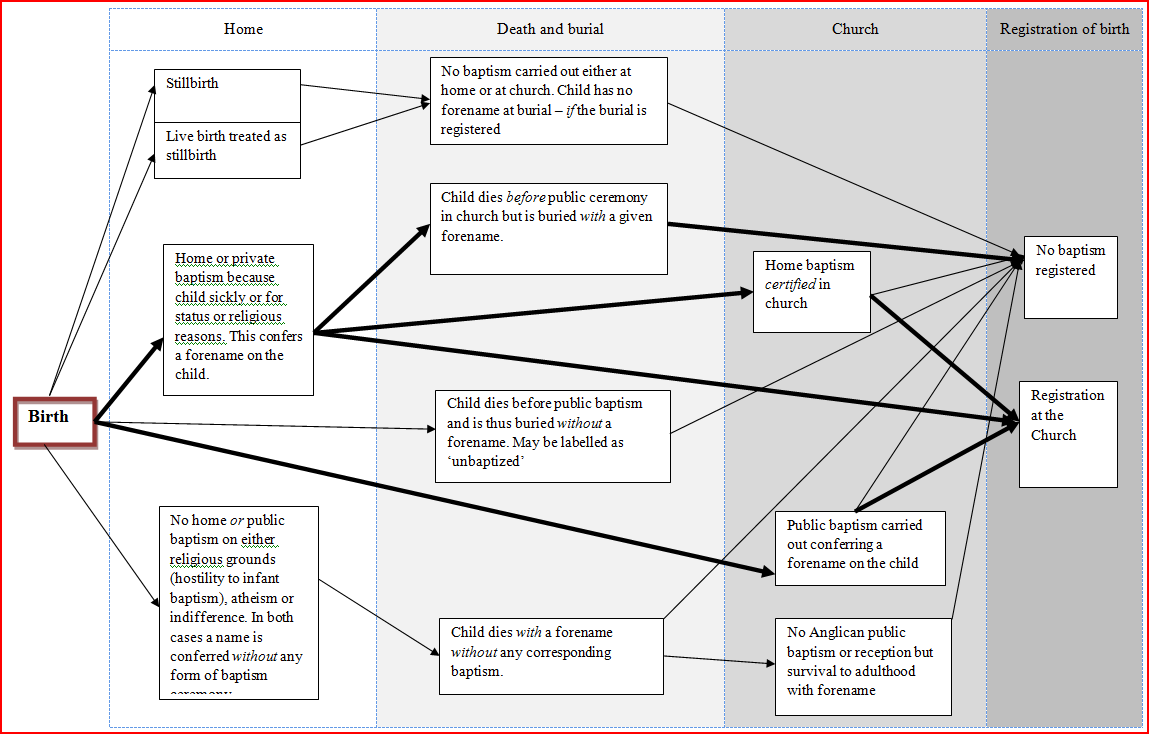 Home
Death and burial
Church
Registration of birth
Stillbirth
Live birth treated as
stillbirth
No baptism carried out either at
home or at church. Child has no
forename at burial – if the burial is
registered
Child dies before public ceremony
in church but is buried with a given
forename.
Home or private
baptism because
child sickly or for
status or religious
reasons. This confers
a forename on the
child.
Home baptism
certified in
church
No baptism
registered
Birth
Child dies before public baptism
and is thus buried without a
forename. May be labelled as
‘unbaptized’
Registration
at the
Church
No home or public
baptism on either
religious grounds
(hostility to infant
baptism), atheism or
indifference. In both
cases a name is
conferred without any
form of baptism
ceremony
Public baptism carried
out conferring a
forename on the child
Child dies with a forename
without any corresponding
baptism.
No Anglican public
baptism or reception but
survival to adulthood
with forename